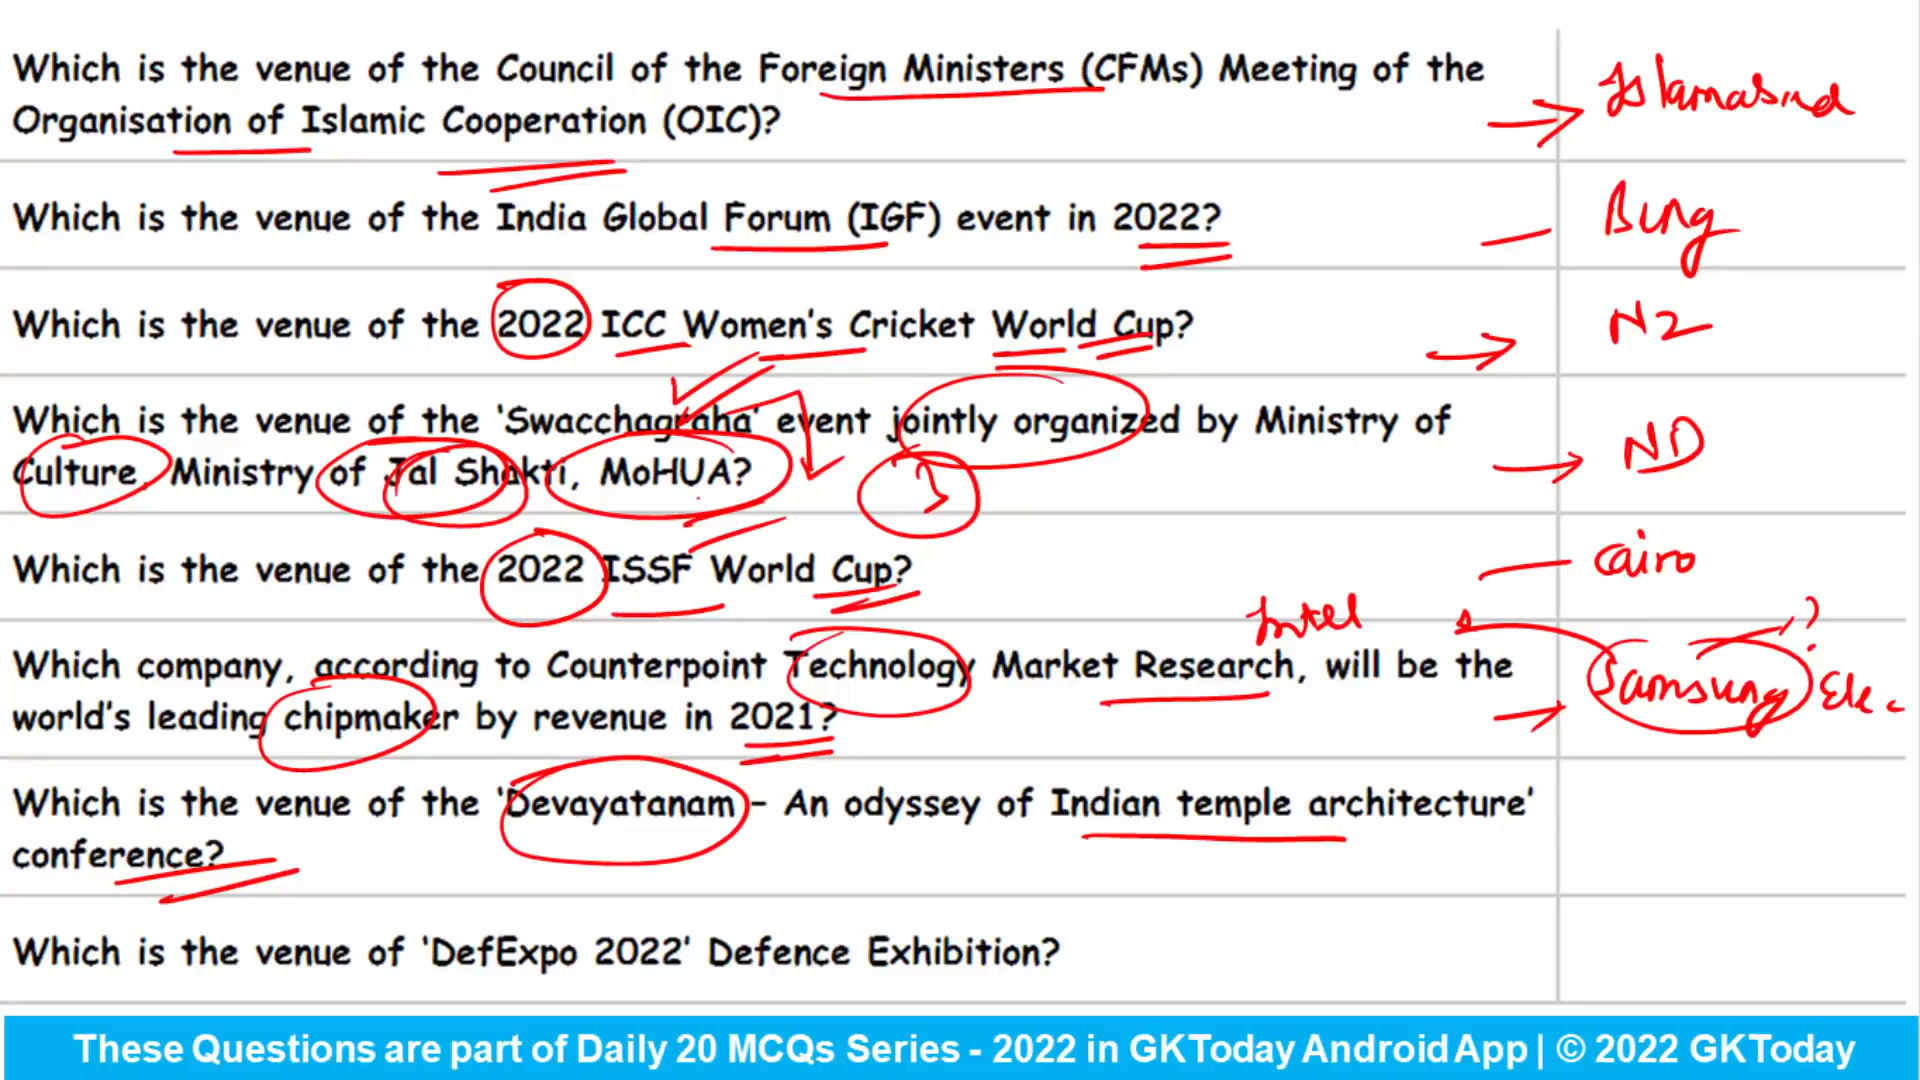 Which is the venue of the Council of the Foreign Ministers (CFMs) Meeting of the
Organisation of Islamic Cooperation (OIC)?
Islamabad
Which is the venue of the India Global Forum (IGF) event in 2022?
Beng
Which is the venue of the 2022 ICC Women's Cricket World Cup?
NZ
Which is the venue of the 'Swacchagraha' event jointly organized by Ministry of
Culture, Ministry of Jal Shakti, MoHUA?
3
ND
Which is the venue of the 2022 ISSF World Cup?
Cairo
Intel
Which company, according to Counterpoint Technology Market Research, will be the
world's leading chipmaker by revenue in 2021?
?
Samsung Ele.
Which is the venue of the 'Devayatanam - An odyssey of Indian temple architecture'
conference?
Which is the venue of 'DefExpo 2022' Defence Exhibition?
These Questions are part of Daily 20 MCQs Series - 2022 in GKToday Android App | © 2022 GKToday